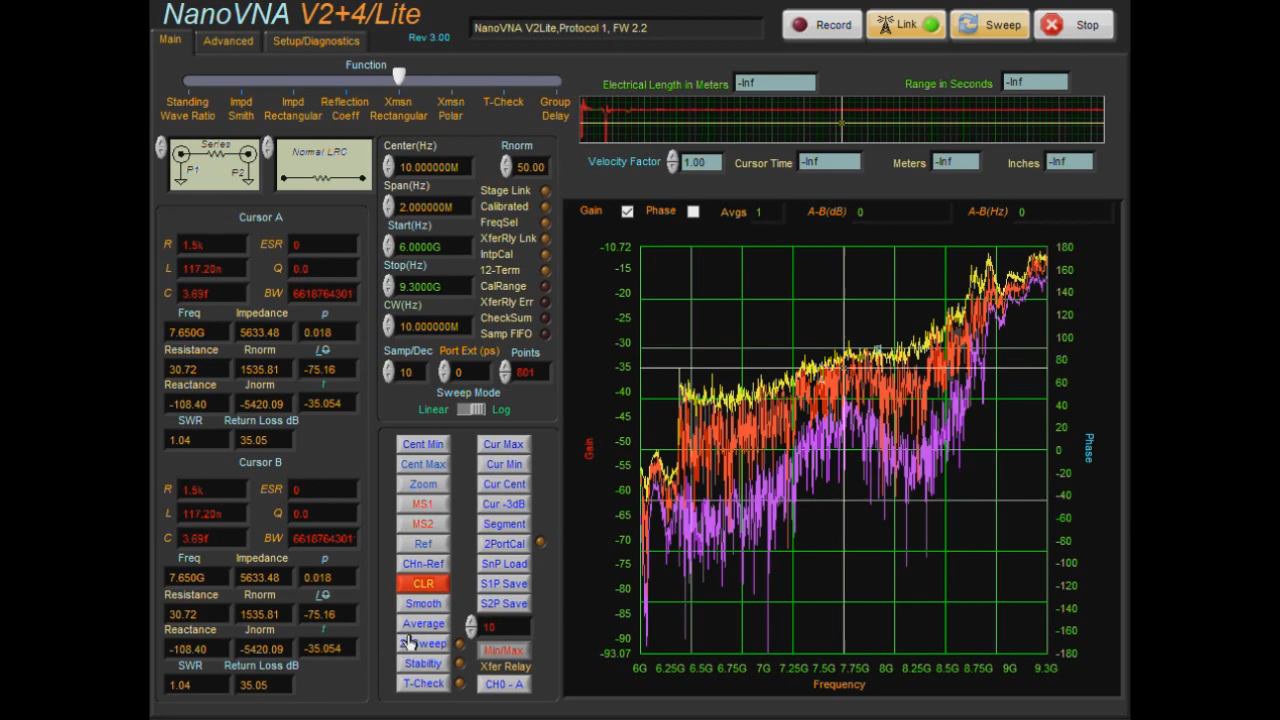 NanoVNA V2+4/Lite
Rev 3.00
NanoVNA V2Lite,Protocol 1, FW 2.2
Record
Link
Sweep
Stop
Main
Advanced
Setup/Diagnostics
Function
Standing Wave Ratio
Impd Smith
Impd Rectangular
Reflection Coeff
Xmsn Rectangular
Xmsn Polar
T-Check
Group Delay
Electrical Length in Meters
-Inf
Range in Seconds
-Inf
Velocity Factor
1.00
Cursor Time
-Inf
Meters
-Inf
Inches
-Inf
Series
P1
P2
Normal LRC
Center(Hz)
10.000000M
Rnorm
50.00
Span(Hz)
2.000000M
Start(Hz)
6.0000G
Stop(Hz)
9.3000G
CW(Hz)
10.000000M
Stage Link
Calibrated
FreqSel
XferRly Lnk
IntpCal
12-Term
CalRange
XferRly Err
CheckSum
Samp FIFO
Samp/Dec
10
Port Ext (ps)
0
Points
801
Sweep Mode
Linear
Log
Cursor A
R 1.5k ESR 0
L 117.20n Q 0.0
C 3.69f BW 6618764301
Freq Impedance p
7.650G 5633.48 0.018
Resistance Rnorm /Θ
30.72 1535.81 -75.16
Reactance Jnorm r
-108.40 -5420.09 -35.054
SWR Return Loss dB
1.04 35.05
Cursor B
R 1.5k ESR 0
L 117.20n Q 0.0
C 3.69f BW 6618764301
Freq Impedance p
7.650G 5633.48 0.018
Resistance Rnorm /Θ
30.72 1535.81 -75.16
Reactance Jnorm r
-108.40 -5420.09 -35.054
SWR Return Loss dB
1.04 35.05
Cent Min
Cur Max
Cent Max
Cur Min
Zoom
Cur Cent
MS1
Cur -3dB
MS2
Segment
Ref
2PortCal
CHn-Ref
SnP Load
CLR
S1P Save
Smooth
S2P Save
Average
10
weep
Min/Max
Stabiltiy
Xfer Relay
T-Check
CH0 - A
Gain
Phase
Avgs 1
A-B(dB) 0
A-B(Hz) 0
-10.72
-15
-20
-25
-30
-35
-40
-45
-50
-55
-60
-65
-70
-75
-80
-85
-90
-93.07
Gain
180
160
140
120
100
80
60
40
20
0
-20
-40
-60
-80
-100
-120
-140
-160
-180
Phase
6G 6.25G 6.5G 6.75G 7G 7.25G 7.5G 7.75G 8G 8.25G 8.5G 8.75G 9G 9.3G
Frequency